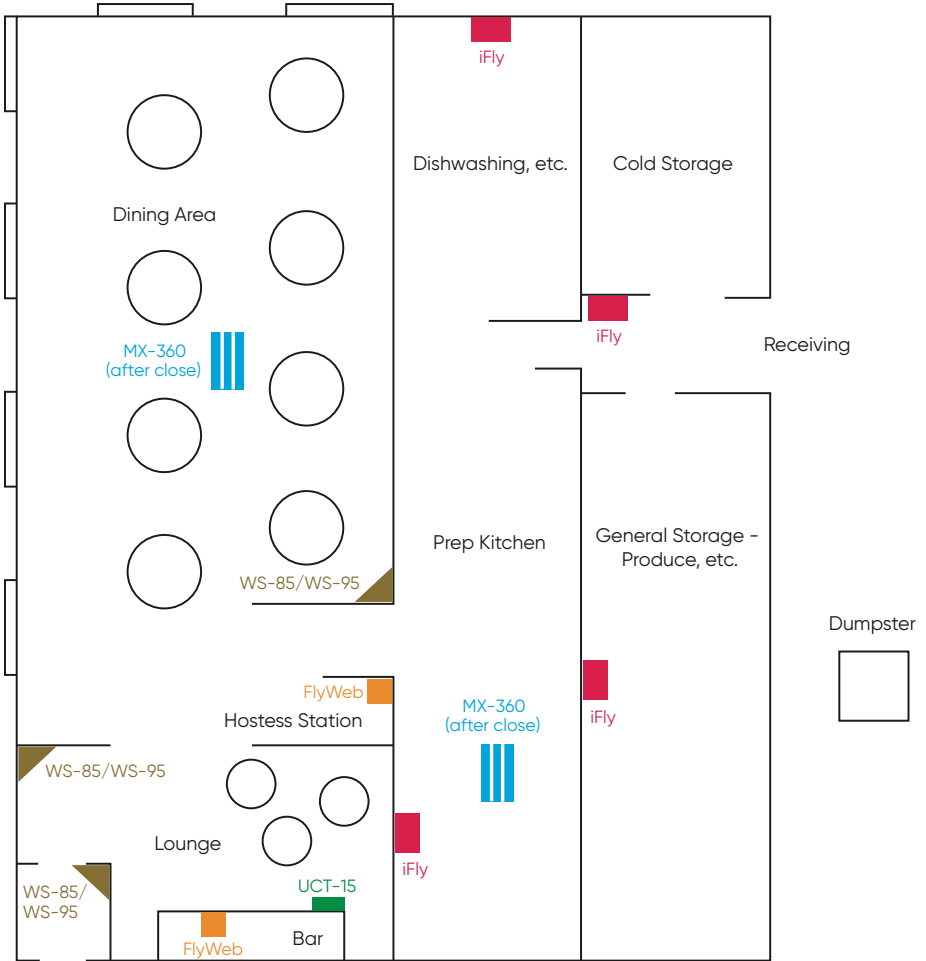 iFly
Dishwashing, etc.
Cold Storage
Dining Area
iFly
Receiving
MX-360
(after close)
General Storage -
Produce, etc.
Prep Kitchen
WS-85/WS-95
Dumpster
FlyWeb
Hostess Station
MX-360
(after close)
iFly
WS-85/WS-95
Lounge
iFly
WS-85/
WS-95
UCT-15
Bar
FlyWeb